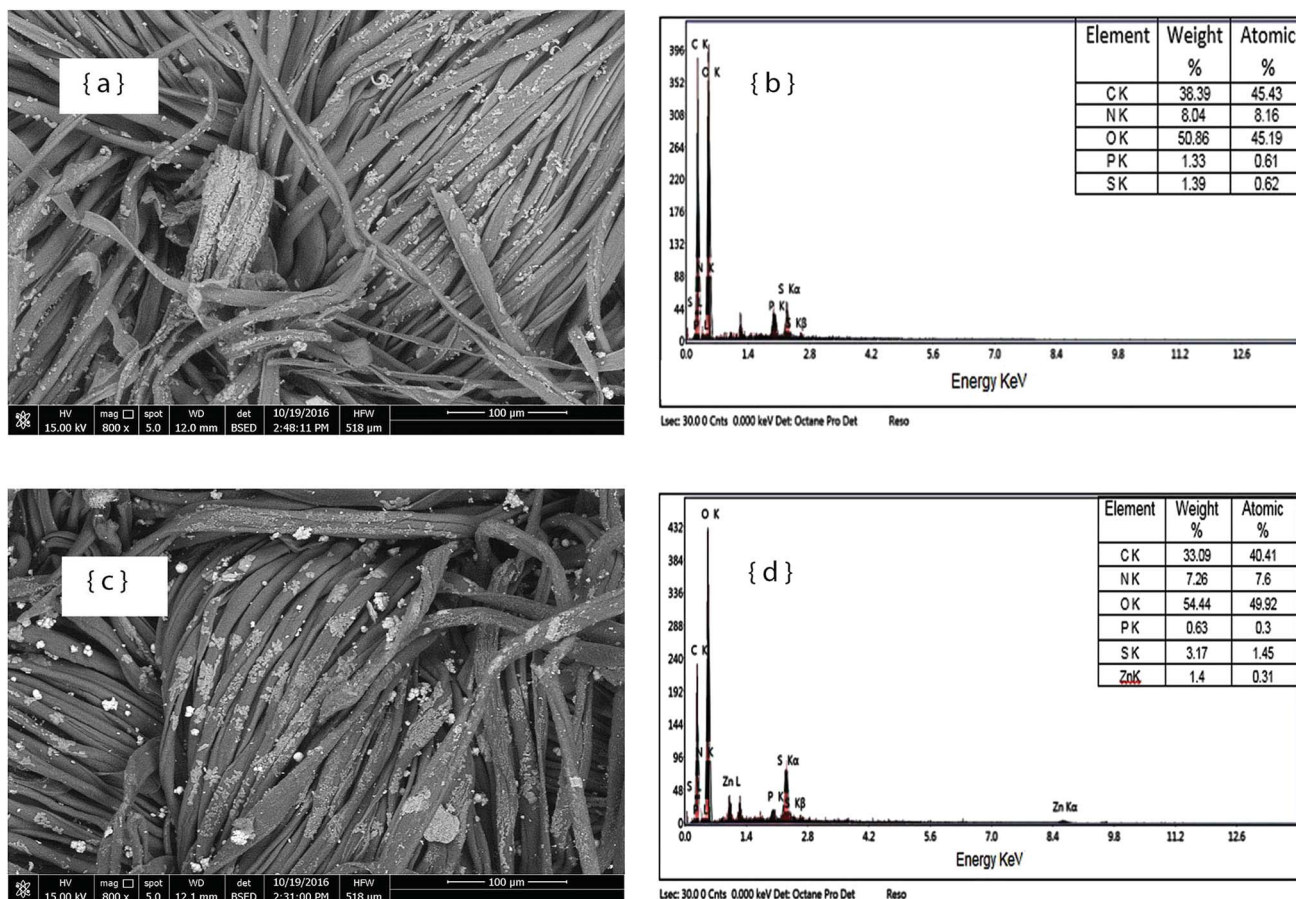 {a}
HV mag □ spot WD det 10/19/2016 HFW
15.00 kV 800 x 5.0 12.0 mm BSED 2:48:11 PM 518 µm
100 µm
{b}
Element Weight % Atomic %
C K 38.39 45.43
N K 8.04 8.16
O K 50.86 45.19
P K 1.33 0.61
S K 1.39 0.62
396
352
308
264
220
176
132
88
44
0
C K
O K
N K
S
P K
S Kα
S Kβ
0.0 1.4 2.8 4.2 5.6 7.0 8.4 9.8 11.2 12.6
Energy KeV
Lsec: 30.0 0 Cnts 0.000 keV Det: Octane Pro Det Reso
{c}
HV mag □ spot WD det 10/19/2016 HFW
15.00 kV 800 x 5.0 12.1 mm BSED 2:31:00 PM 518 µm
100 µm
{d}
Element Weight % Atomic %
C K 33.09 40.41
N K 7.26 7.6
O K 54.44 49.92
P K 0.63 0.3
S K 3.17 1.45
ZnK 1.4 0.31
432
384
336
288
240
192
144
96
48
0
O K
C K
N K
S
Zn L
P K
S Kα
S Kβ
Zn Kα
0.0 1.4 2.8 4.2 5.6 7.0 8.4 9.8 11.2 12.6
Energy KeV
Lsec: 30.0 0 Cnts 0.000 keV Det: Octane Pro Det Reso